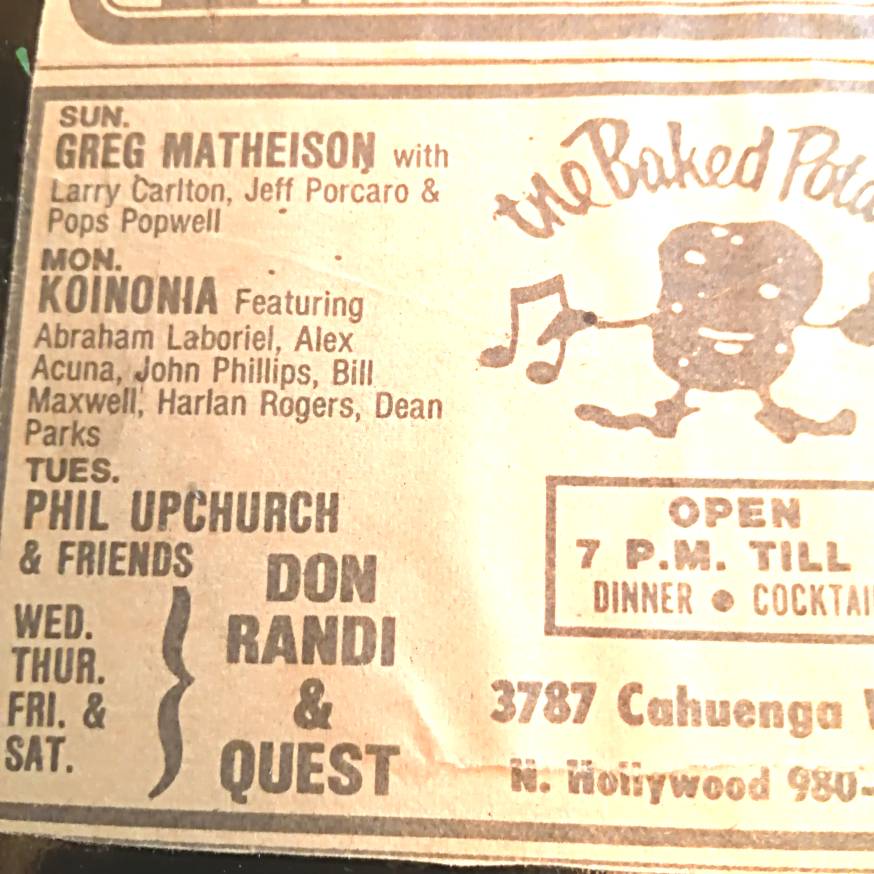 SUN.
GREG MATHEISON with
Larry Carlton, Jeff Porcaro &
Pops Popwell
MON.
KOINONIA Featuring
Abraham Laboriel, Alex
Acuna, John Phillips, Bill
Maxwell, Harlan Rogers, Dean
Parks
TUES.
PHIL UPCHURCH
& FRIENDS
WED.
THUR.
FRI. &
SAT.
DON
RANDI
&
QUEST
the Baked
OPEN
7 P.M. TILL
DINNER •
3787 Cahuenga
N. Hollywood 980-